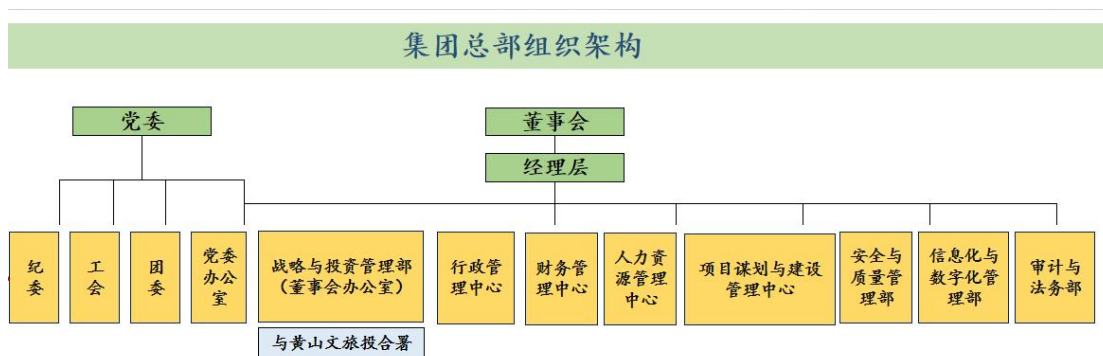 集团总部组织架构
党委
董事会
经理层
纪
委
工
会
团
委
党委
办公
室
战略与投资管理部
（董事会办公室）
行政管
理中心
财务管
理中心
人力资
源管理
中心
项目谋划与建设
管理中心
安全与
质量管
理部
信息化与
数字化管
理部
审计与
法务部
与黄山文旅投合署